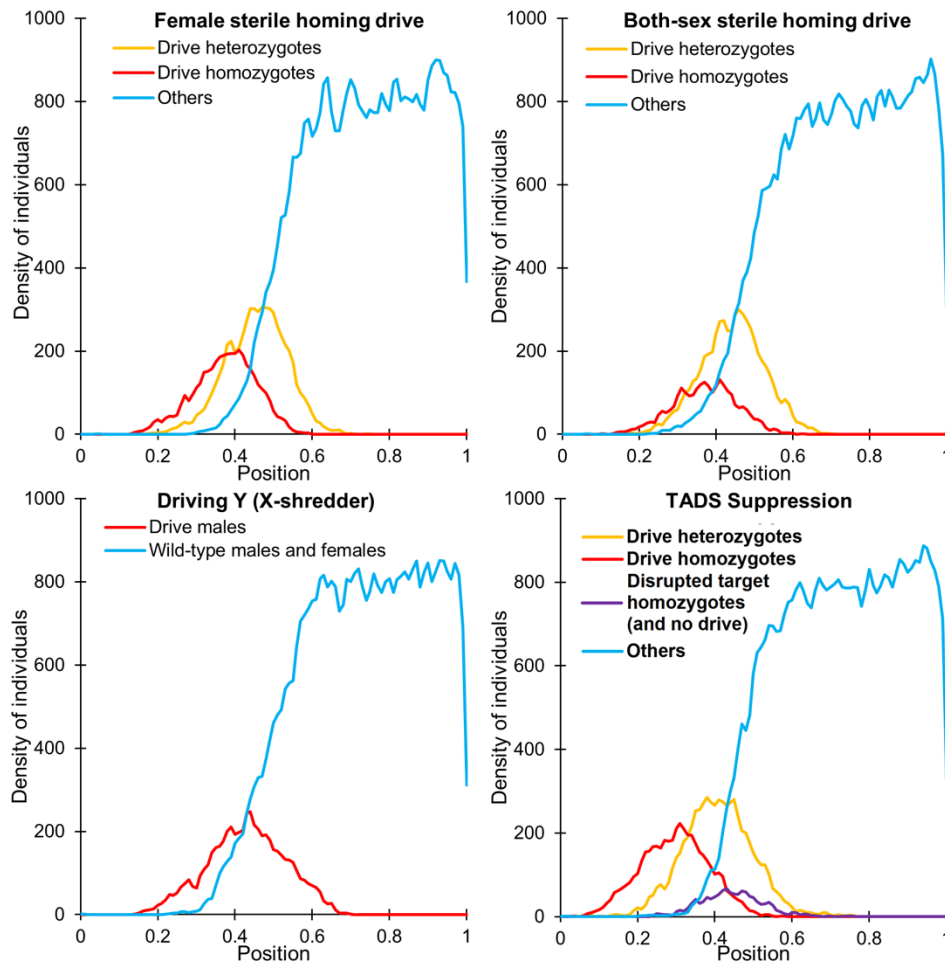 Female sterile homing drive
Drive heterozygotes
Drive homozygotes
Others
1000
800
600
400
200
0
Density of individuals
0
0.2
0.4
0.6
0.8
1
Position
Both-sex sterile homing drive
Drive heterozygotes
Drive homozygotes
Others
1000
800
600
400
200
0
Density of individuals
0
0.2
0.4
0.6
0.8
1
Position
Driving Y (X-shredder)
Drive males
Wild-type males and females
1000
800
600
400
200
0
Density of individuals
0
0.2
0.4
0.6
0.8
1
Position
TADS Suppression
Drive heterozygotes
Drive homozygotes
Disrupted target
homozygotes
(and no drive)
Others
1000
800
600
400
200
0
Density of individuals
0
0.2
0.4
0.6
0.8
1
Position